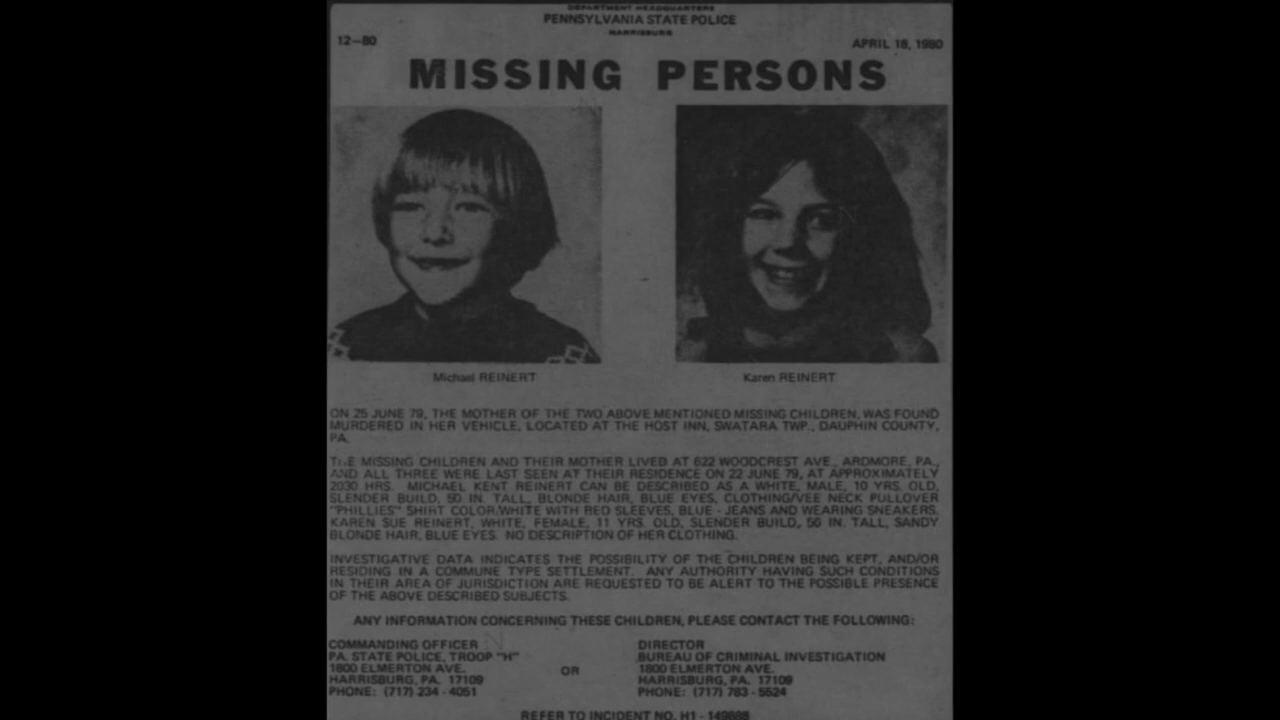 DEPARTMENT HEADQUARTERS
PENNSYLVANIA STATE POLICE
HARRISBURG
12-80
APRIL 18, 1980
MISSING PERSONS
Michael REINERT
Karen REINERT
ON 25 JUNE 79, THE MOTHER OF THE TWO ABOVE MENTIONED MISSING CHILDREN, WAS FOUND
MURDERED IN HER VEHICLE, LOCATED AT THE HOST INN, SWATARA TWP., DAUPHIN COUNTY,
PA.
THE MISSING CHILDREN AND THEIR MOTHER LIVED AT 622 WOODCREST AVE., ARDMORE, PA.,
AND ALL THREE WERE LAST SEEN AT THEIR RESIDENCE ON 22 JUNE 79, AT APPROXIMATELY
2030 HRS. MICHAEL KENT REINERT CAN BE DESCRIBED AS A WHITE, MALE, 10 YRS. OLD,
SLENDER BUILD, 50 IN. TALL, BLONDE HAIR, BLUE EYES, CLOTHING/VEE NECK PULLOVER
"PHILLIES" SHIRT COLOR/WHITE WITH RED SLEEVES, BLUE - JEANS AND WEARING SNEAKERS.
KAREN SUE REINERT, WHITE, FEMALE, 11 YRS. OLD, SLENDER BUILD, 56 IN. TALL, SANDY
BLONDE HAIR, BLUE EYES. NO DESCRIPTION OF HER CLOTHING.
INVESTIGATIVE DATA INDICATES THE POSSIBILITY OF THE CHILDREN BEING KEPT, AND/OR
RESIDING IN A COMMUNE TYPE SETTLEMENT. ANY AUTHORITY HAVING SUCH CONDITIONS
IN THEIR AREA OF JURISDICTION ARE REQUESTED TO BE ALERT TO THE POSSIBLE PRESENCE
OF THE ABOVE DESCRIBED SUBJECTS.
ANY INFORMATION CONCERNING THESE CHILDREN, PLEASE CONTACT THE FOLLOWING:
COMMANDING OFFICER
PA. STATE POLICE, TROOP "H"
1800 ELMERTON AVE.
HARRISBURG, PA. 17109
PHONE: (717) 234 - 4051
OR
DIRECTOR
BUREAU OF CRIMINAL INVESTIGATION
1800 ELMERTON AVE.
HARRISBURG, PA. 17109
PHONE: (717) 783 - 5524
REFER TO INCIDENT NO. H1 - 149888